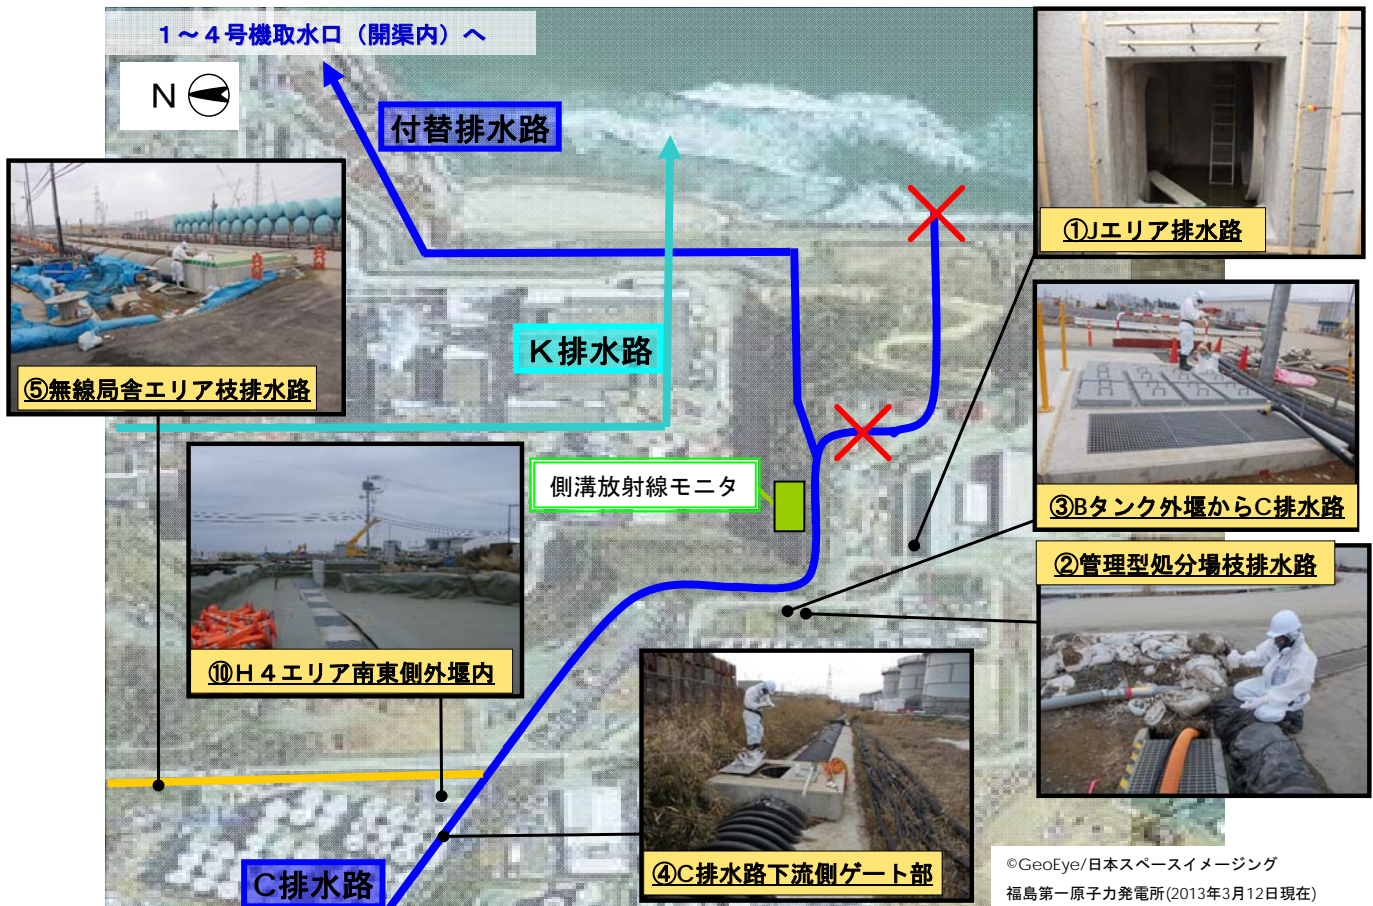 1～4号機取水口（開渠内）へ
N
付替排水路
①Jエリア排水路
K排水路
⑤無線局舎エリア枝排水路
側溝放射線モニタ
③Bタンク外堰からC排水路
②管理型処分場枝排水路
⑩H4エリア南東側外堰内
④C排水路下流側ゲート部
C排水路
©GeoEye/日本スペースイメージング
福島第一原子力発電所(2013年3月12日現在)